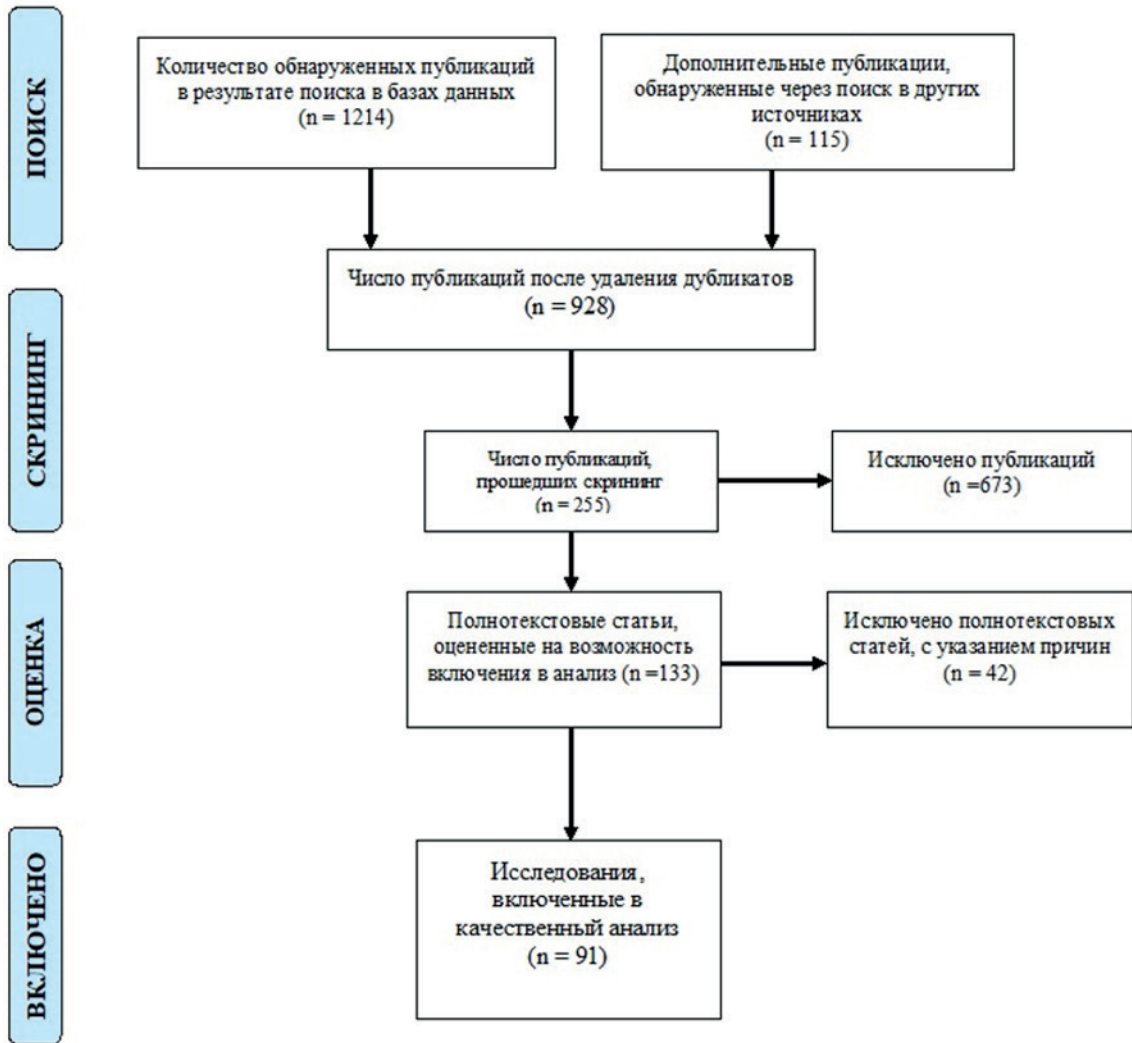 ПОИСК
Количество обнаруженных публикаций
в результате поиска в базах данных
(n = 1214)
Дополнительные публикации,
обнаруженные через поиск в других
источниках
(n = 115)
Число публикаций после удаления дубликатов
(n = 928)
СКРИНИНГ
Число публикаций,
прошедших скрининг
(n = 255)
Исключено публикаций
(n =673)
ОЦЕНКА
Полнотекстовые статьи,
оцененные на возможность
включения в анализ (n =133)
Исключено полнотекстовых
статей, с указанием причин
(n = 42)
ВКЛЮЧЕНО
Исследования,
включенные в
качественный анализ
(n = 91)